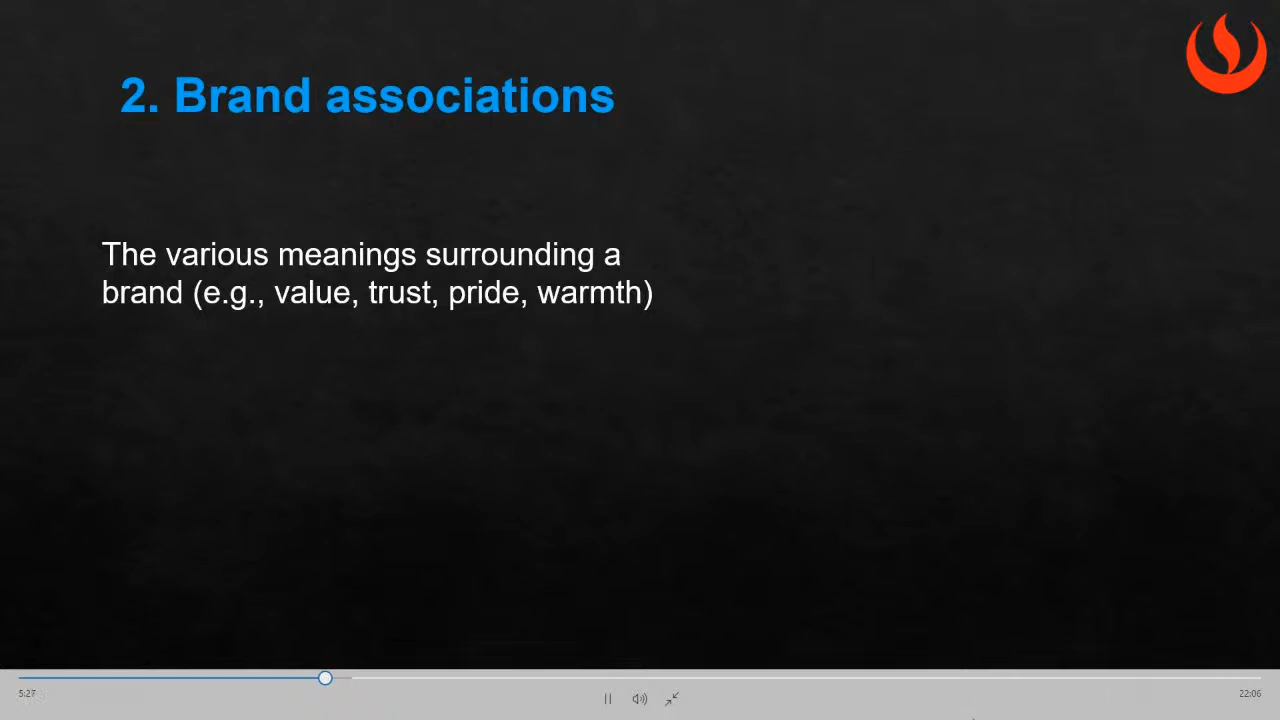 2. Brand associations
The various meanings surrounding a
brand (e.g., value, trust, pride, warmth)
5:27
22:06